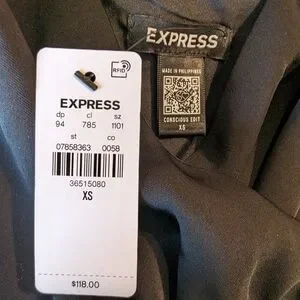 RFID
EXPRESS
dp cl sz
94 785 1101
st co
07858363 0058
36515080
XS
$118.00
EXPRESS
MADE IN PHILIPPINES
CONSCIOUS EDIT
XS